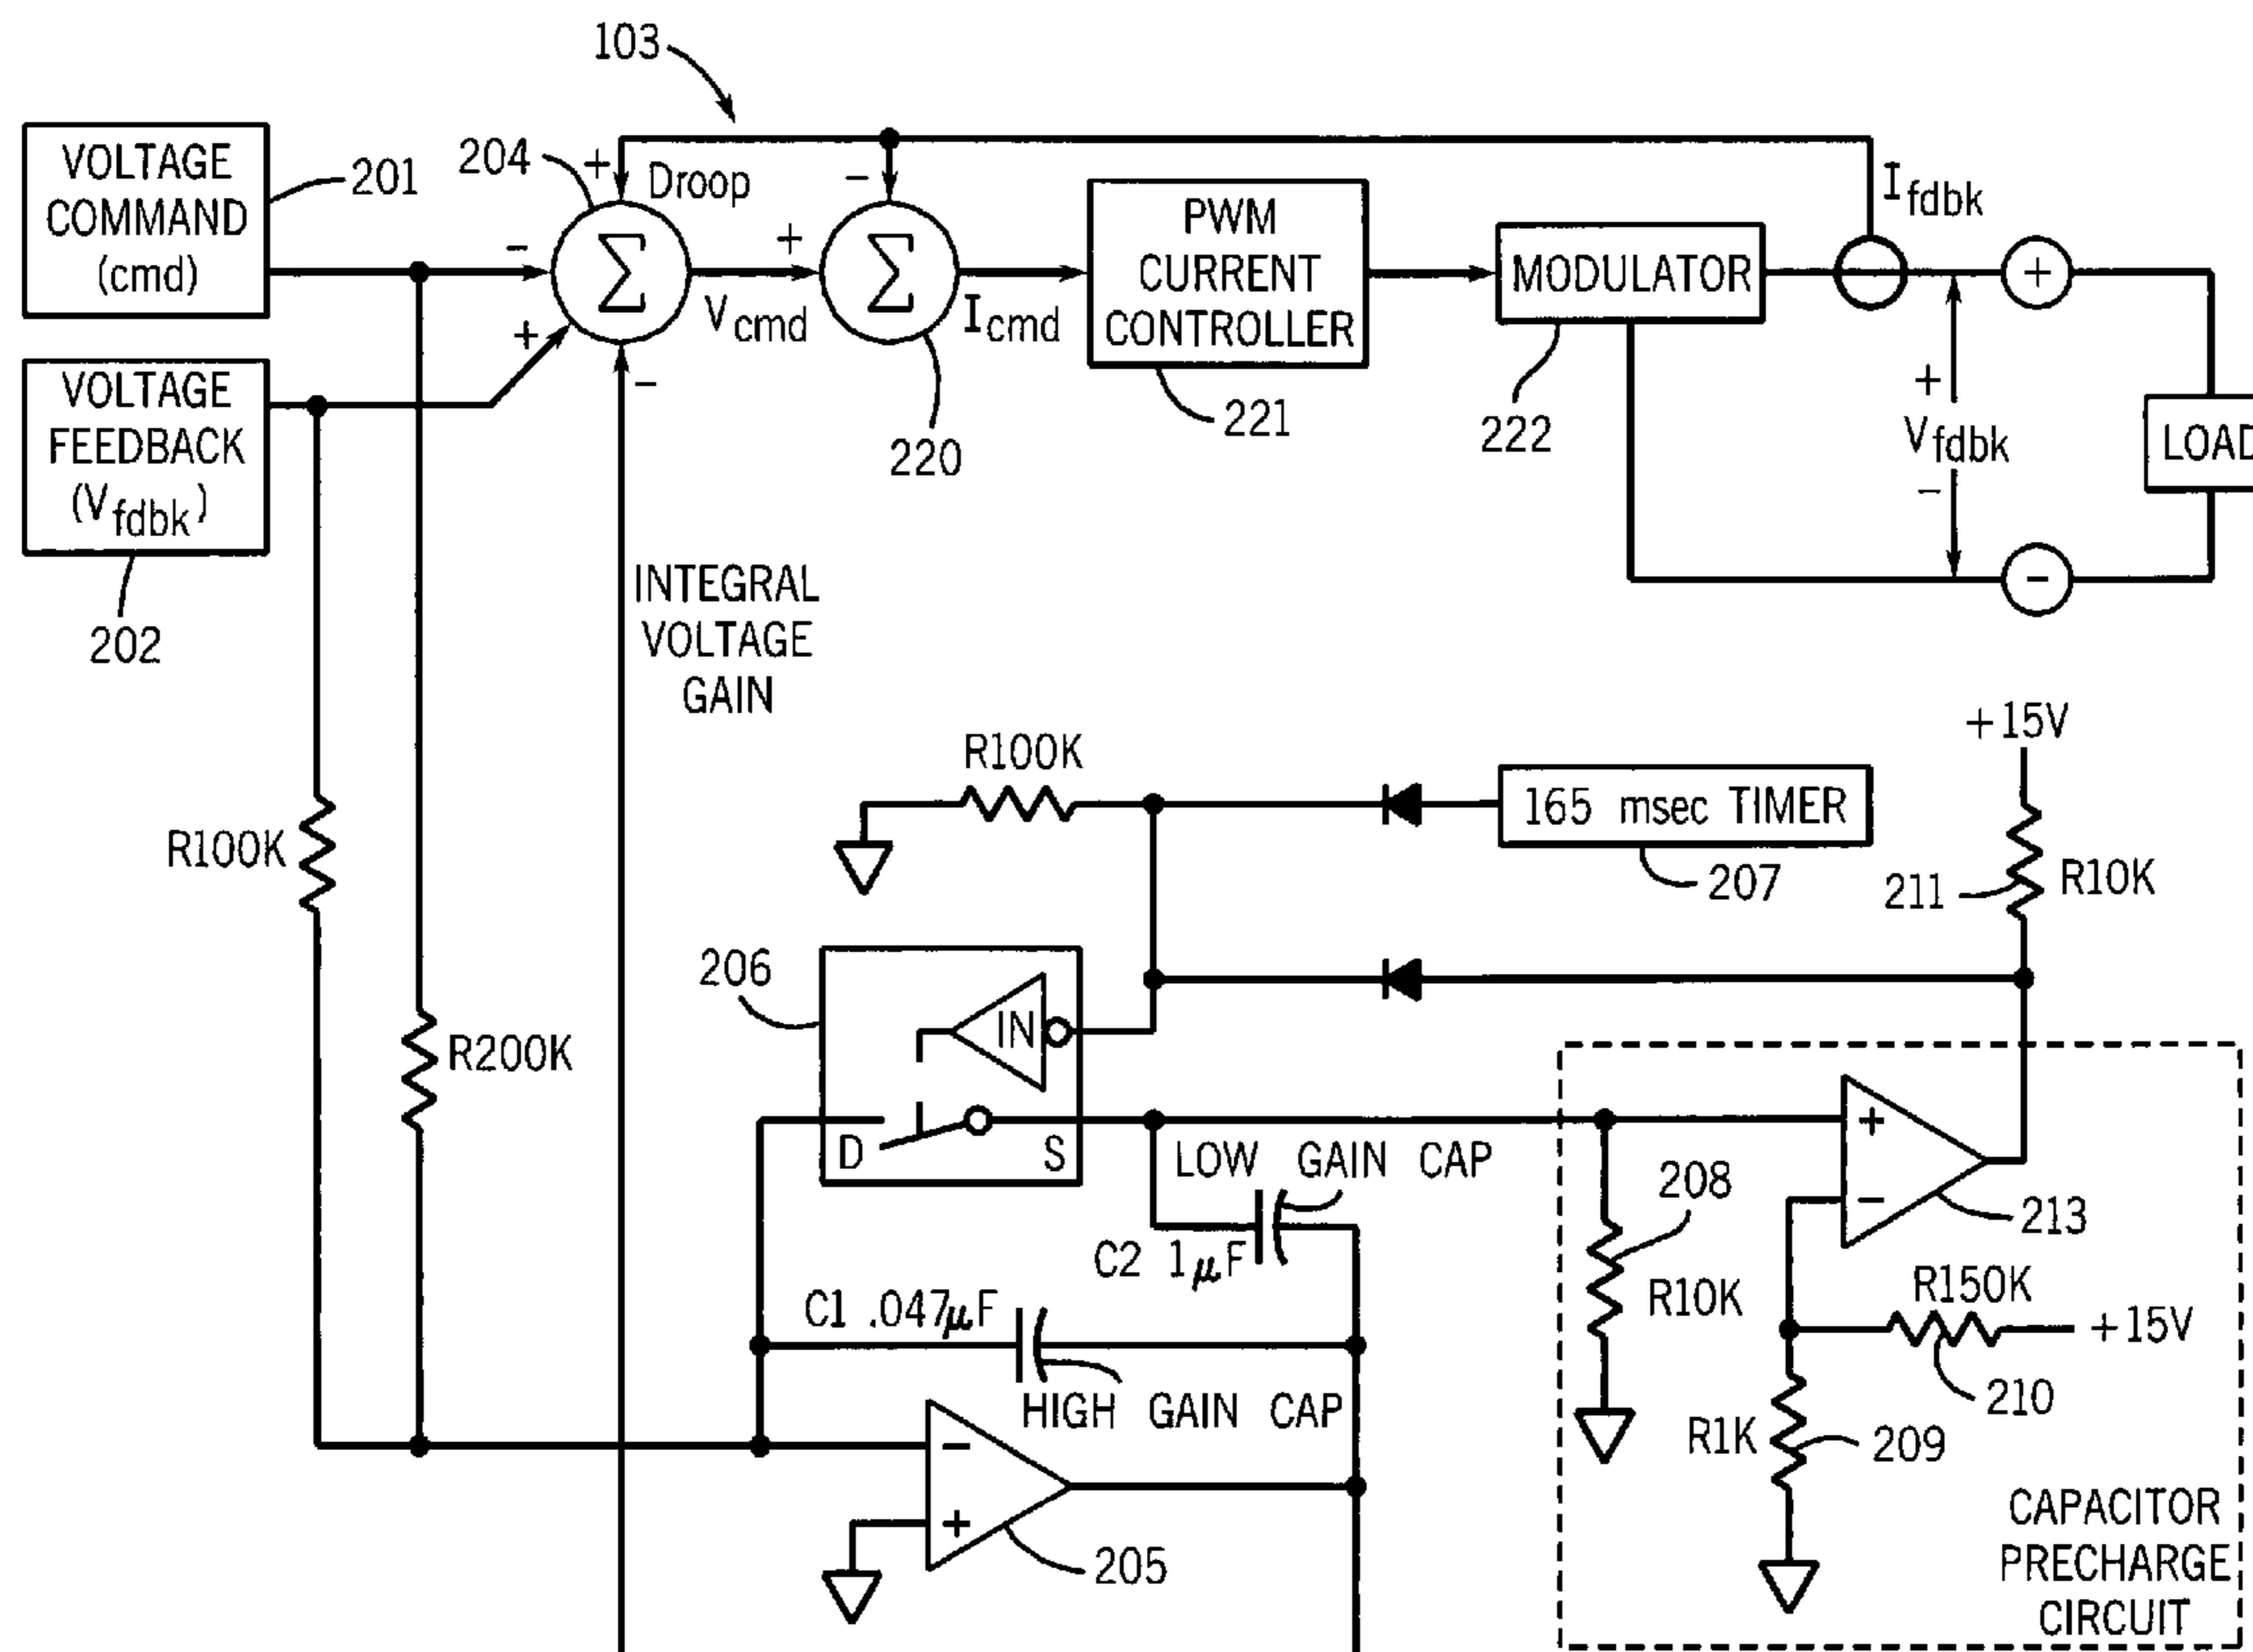 103
VOLTAGE
COMMAND
(cmd)
201
204
+
Droop
-
-
+
-
Σ
+
Vcmd
Σ
Icmd
220
PWM
CURRENT
CONTROLLER
221
MODULATOR
222
Ifdbk
+
+
Vfdbk
-
-
LOAD
VOLTAGE
FEEDBACK
(Vfdbk)
202
INTEGRAL
VOLTAGE
GAIN
R100K
R200K
R100K
165 msec TIMER
207
+15V
211
R10K
206
IN
D
S
LOW GAIN CAP
C2 1μF
C1 .047μF
HIGH GAIN CAP
-
+
205
+
-
213
208
R10K
R150K
+15V
210
R1K
209
CAPACITOR
PRECHARGE
CIRCUIT